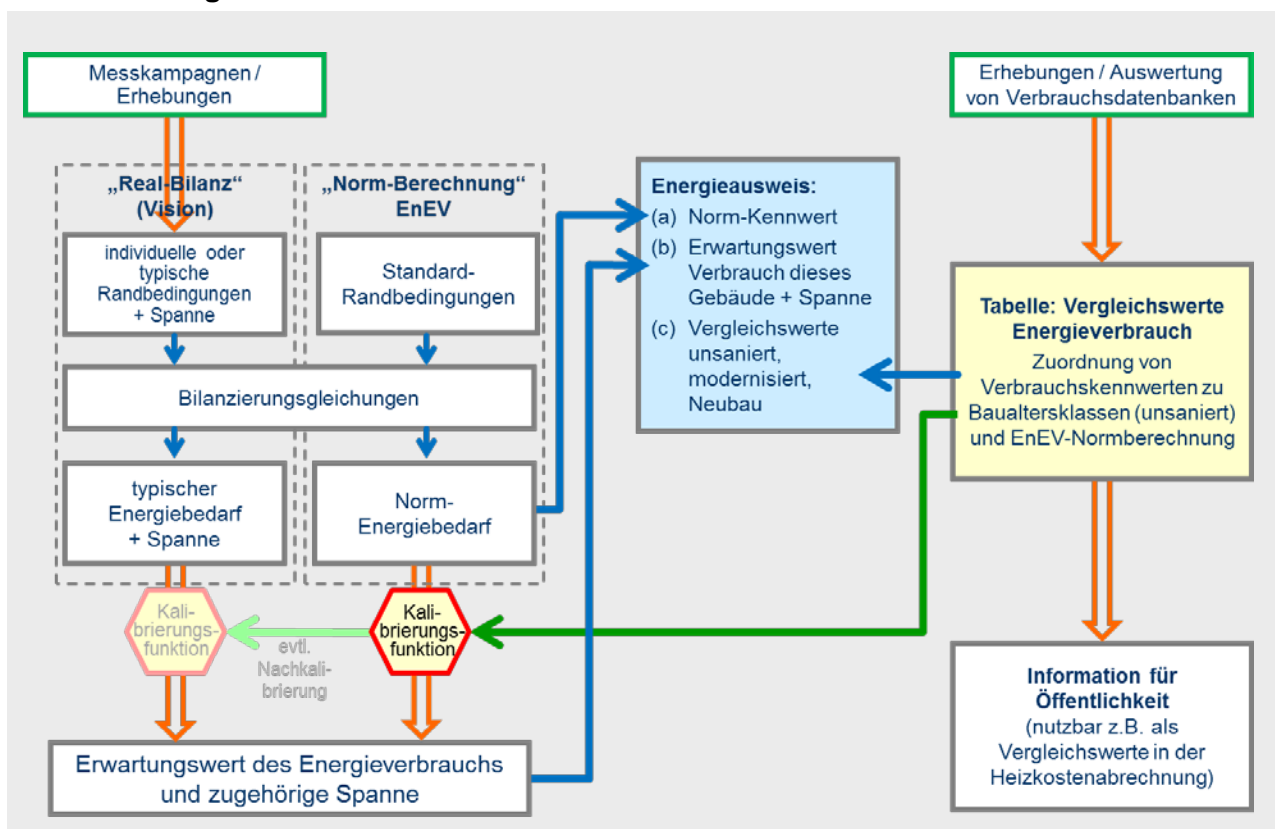 Messkampagnen /
Erhebungen
Erhebungen / Auswertung
von Verbrauchsdatenbanken
„Real-Bilanz“
(Vision)
„Norm-Berechnung“
EnEV
individuelle oder
typische
Randbedingungen
+ Spanne
Standard-
Randbedingungen
Bilanzierungsgleichungen
typischer
Energiebedarf
+ Spanne
Norm-
Energiebedarf
Kali-
brierungs-
funktion
evtl.
Nachkali-
brierung
Kali-
brierungs-
funktion
Erwartungswert des Energieverbrauchs
und zugehörige Spanne
Energieausweis:
(a) Norm-Kennwert
(b) Erwartungswert
Verbrauch dieses
Gebäude + Spanne
(c) Vergleichswerte
unsaniert,
modernisiert,
Neubau
Tabelle: Vergleichswerte
Energieverbrauch
Zuordnung von
Verbrauchskennwerten zu
Baualtersklassen (unsaniert)
und EnEV-Normberechnung
Information für
Öffentlichkeit
(nutzbar z.B. als
Vergleichswerte in der
Heizkostenabrechnung)